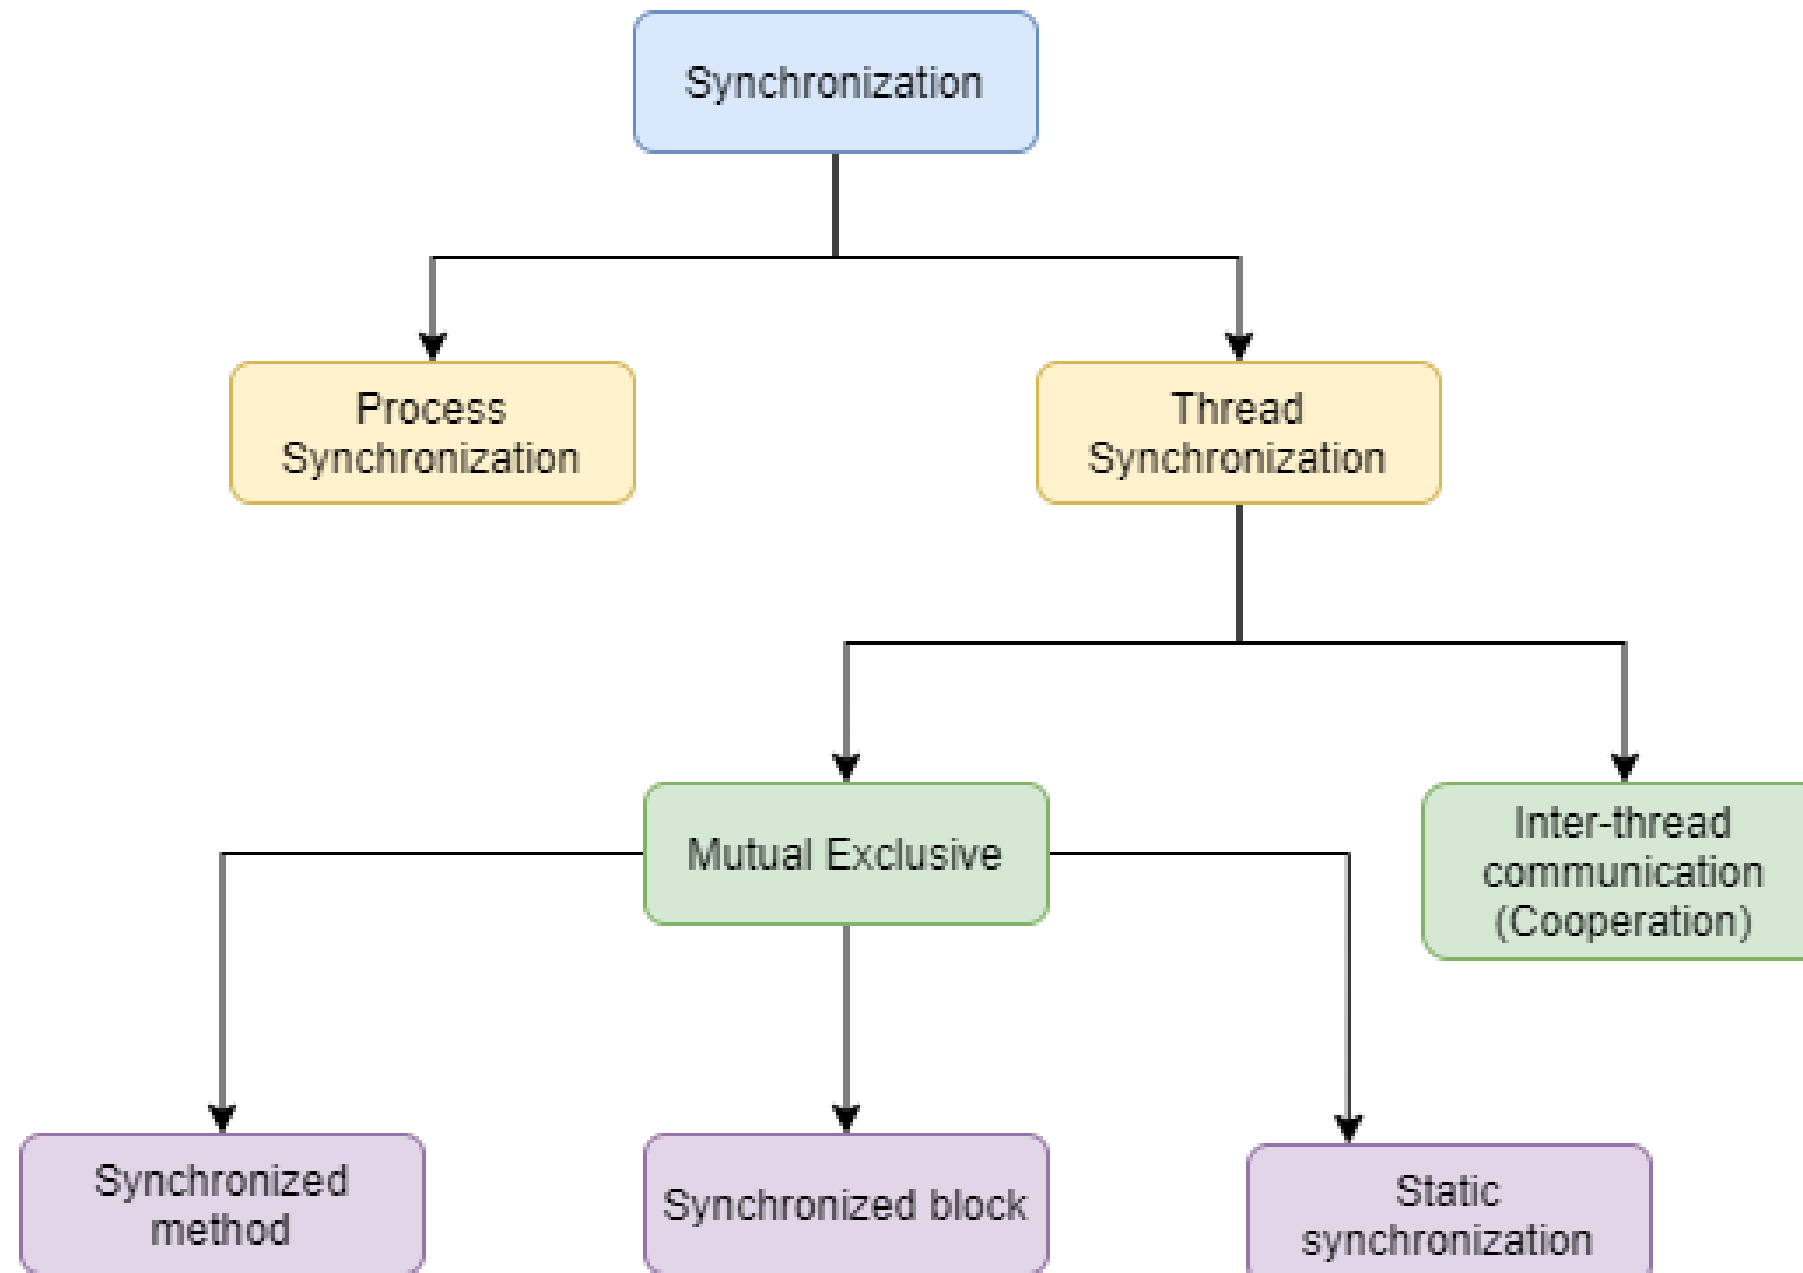 Synchronization
Process
Synchronization
Thread
Synchronization
Mutual Exclusive
Inter-thread
communication
(Cooperation)
Synchronized
method
Synchronized block
Static
synchronization